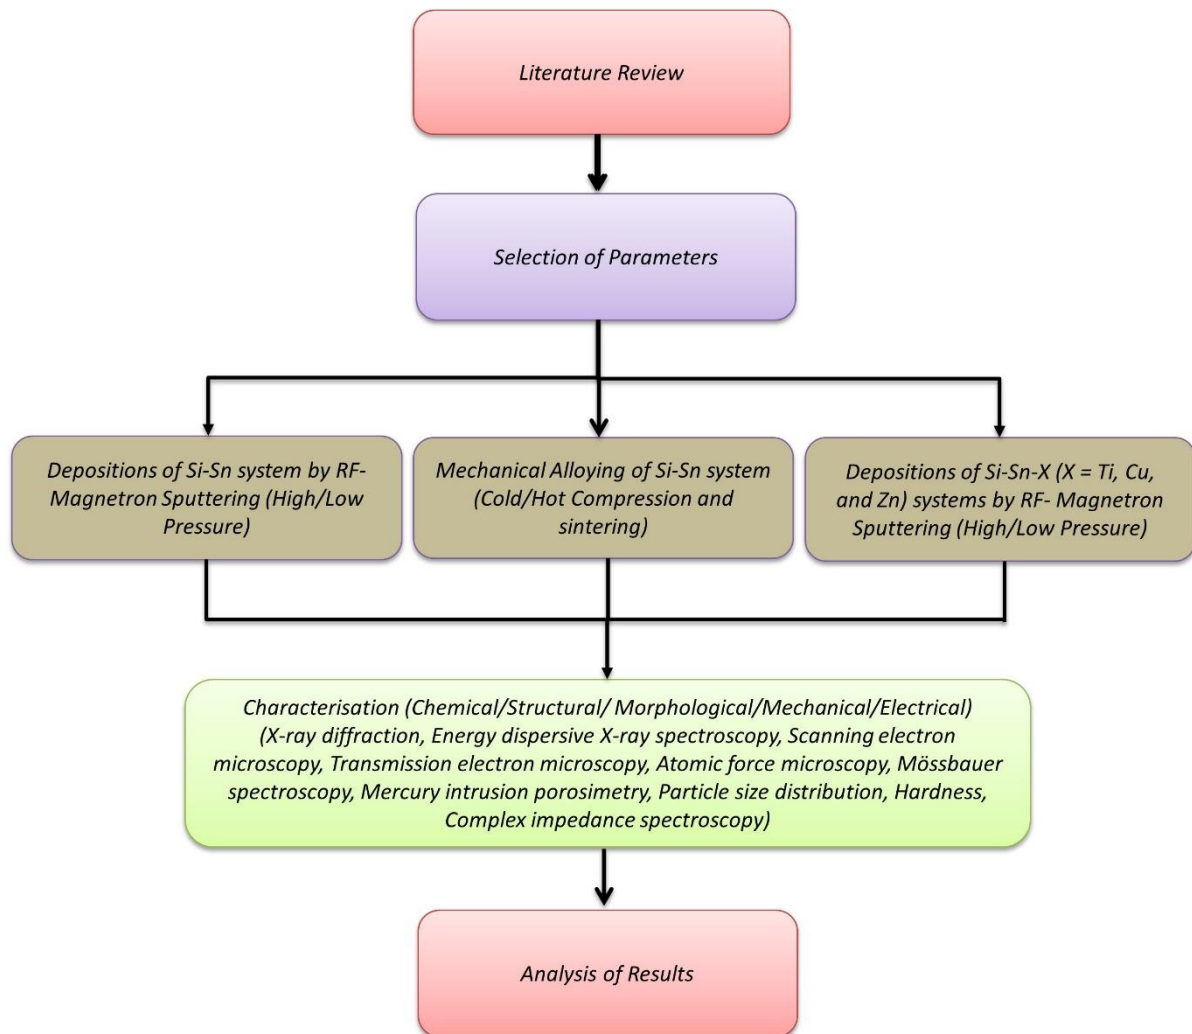 Literature Review
Selection of Parameters
Depositions of Si-Sn system by RF-
Magnetron Sputtering (High/Low
Pressure)
Mechanical Alloying of Si-Sn system
(Cold/Hot Compression and
sintering)
Depositions of Si-Sn-X (X = Ti, Cu,
and Zn) systems by RF- Magnetron
Sputtering (High/Low Pressure)
Characterisation (Chemical/Structural/ Morphological/Mechanical/Electrical)
(X-ray diffraction, Energy dispersive X-ray spectroscopy, Scanning electron
microscopy, Transmission electron microscopy, Atomic force microscopy, Mössbauer
spectroscopy, Mercury intrusion porosimetry, Particle size distribution, Hardness,
Complex impedance spectroscopy)
Analysis of Results